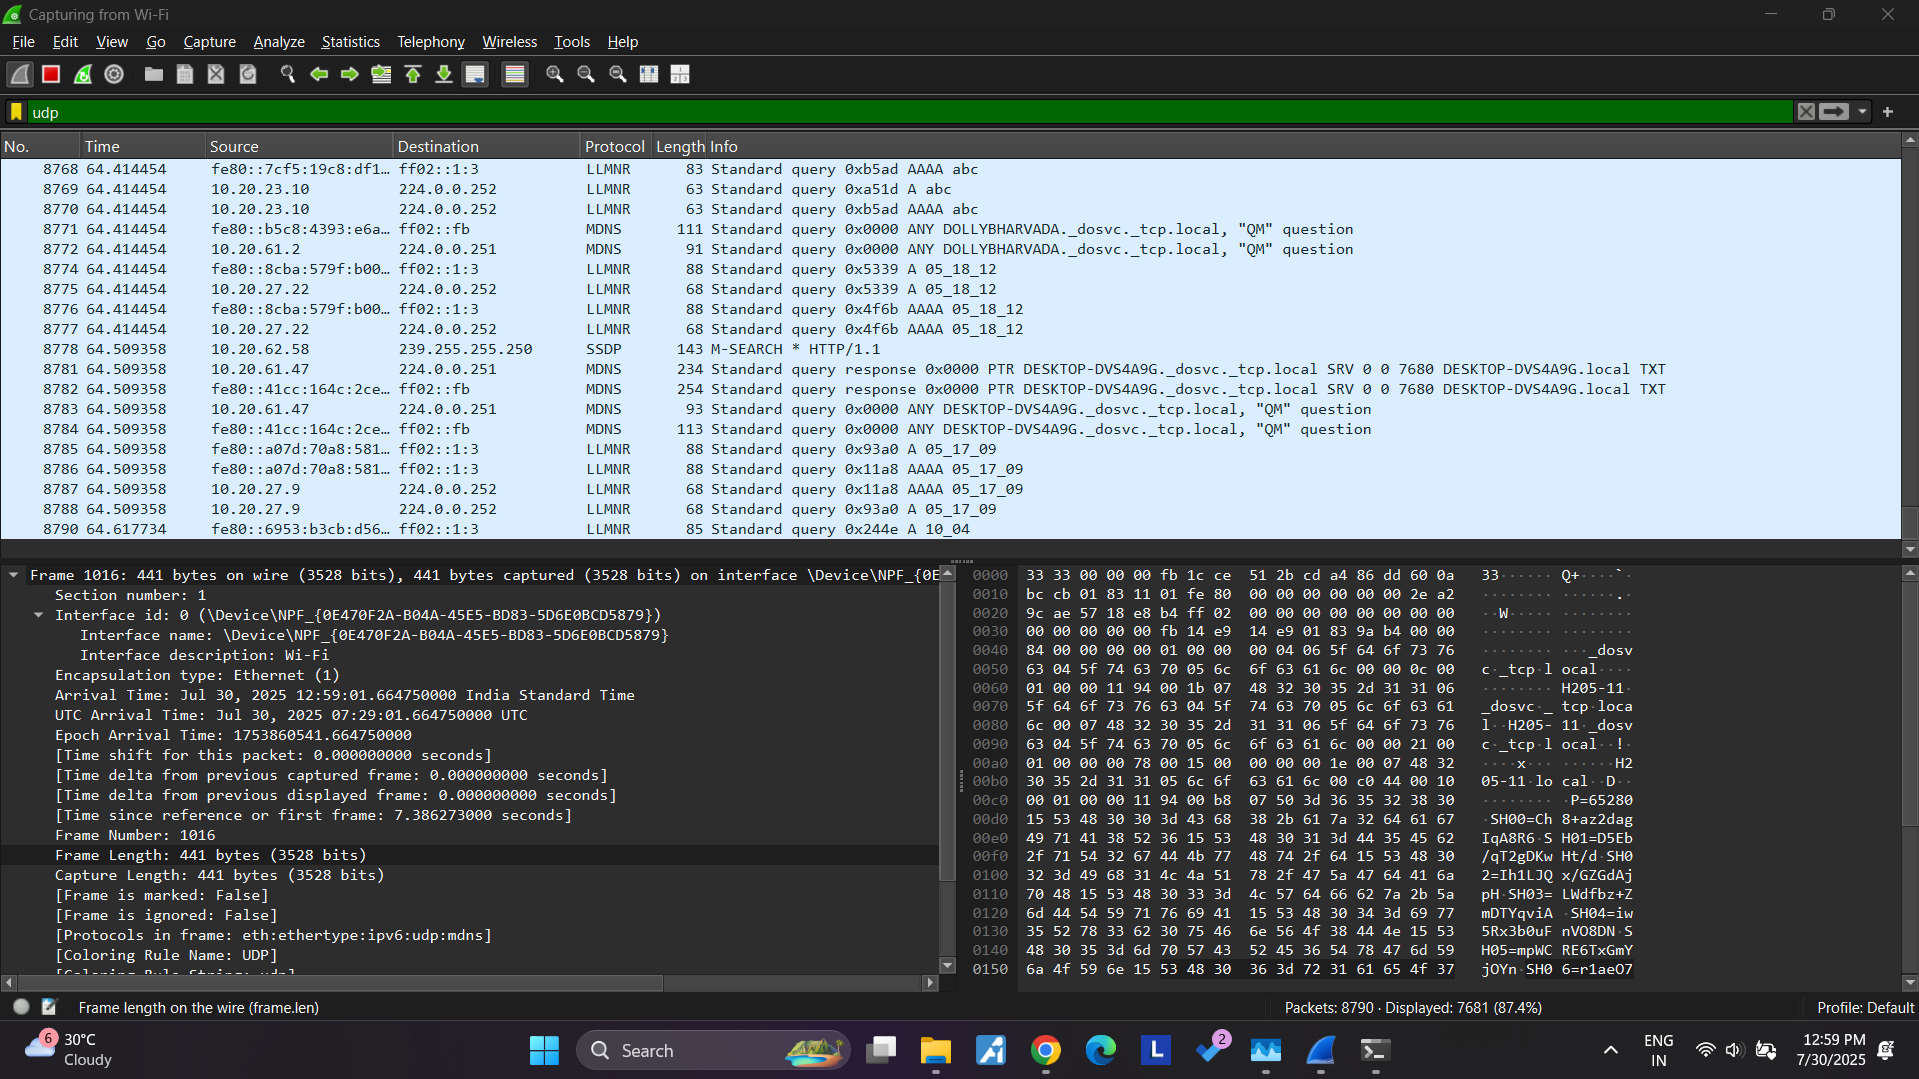 Capturing from Wi-Fi
File Edit View Go Capture Analyze Statistics Telephony Wireless Tools Help
udp
No. Time Source Destination Protocol Length Info
8768 64.414454 fe80::7cf5:19c8:df1… ff02::1:3 LLMNR 83 Standard query 0xb5ad AAAA abc
8769 64.414454 10.20.23.10 224.0.0.252 LLMNR 63 Standard query 0xa51d A abc
8770 64.414454 10.20.23.10 224.0.0.252 LLMNR 63 Standard query 0xb5ad AAAA abc
8771 64.414454 fe80::b5c8:4393:e6a… ff02::fb MDNS 111 Standard query 0x0000 ANY DOLLYBHARVADA._dosvc._tcp.local, "QM" question
8772 64.414454 10.20.61.2 224.0.0.251 MDNS 91 Standard query 0x0000 ANY DOLLYBHARVADA._dosvc._tcp.local, "QM" question
8774 64.414454 fe80::8cba:579f:b00… ff02::1:3 LLMNR 88 Standard query 0x5339 A 05_18_12
8775 64.414454 10.20.27.22 224.0.0.252 LLMNR 68 Standard query 0x5339 A 05_18_12
8776 64.414454 fe80::8cba:579f:b00… ff02::1:3 LLMNR 88 Standard query 0x4f6b AAAA 05_18_12
8777 64.414454 10.20.27.22 224.0.0.252 LLMNR 68 Standard query 0x4f6b AAAA 05_18_12
8778 64.509358 10.20.62.58 239.255.255.250 SSDP 143 M-SEARCH * HTTP/1.1
8781 64.509358 10.20.61.47 224.0.0.251 MDNS 234 Standard query response 0x0000 PTR DESKTOP-DVS4A9G._dosvc._tcp.local SRV 0 0 7680 DESKTOP-DVS4A9G.local TXT
8782 64.509358 fe80::41cc:164c:2ce… ff02::fb MDNS 254 Standard query response 0x0000 PTR DESKTOP-DVS4A9G._dosvc._tcp.local SRV 0 0 7680 DESKTOP-DVS4A9G.local TXT
8783 64.509358 10.20.61.47 224.0.0.251 MDNS 93 Standard query 0x0000 ANY DESKTOP-DVS4A9G._dosvc._tcp.local, "QM" question
8784 64.509358 fe80::41cc:164c:2ce… ff02::fb MDNS 113 Standard query 0x0000 ANY DESKTOP-DVS4A9G._dosvc._tcp.local, "QM" question
8785 64.509358 fe80::a07d:70a8:581… ff02::1:3 LLMNR 88 Standard query 0x93a0 A 05_17_09
8786 64.509358 fe80::a07d:70a8:581… ff02::1:3 LLMNR 88 Standard query 0x11a8 AAAA 05_17_09
8787 64.509358 10.20.27.9 224.0.0.252 LLMNR 68 Standard query 0x11a8 AAAA 05_17_09
8788 64.509358 10.20.27.9 224.0.0.252 LLMNR 68 Standard query 0x93a0 A 05_17_09
8790 64.617734 fe80::6953:b3cb:d56… ff02::1:3 LLMNR 85 Standard query 0x244e A 10_04
Frame 1016: 441 bytes on wire (3528 bits), 441 bytes captured (3528 bits) on interface \Device\NPF_{0E
Section number: 1
Interface id: 0 (\Device\NPF_{0E470F2A-B04A-45E5-BD83-5D6E0BCD5879})
Interface name: \Device\NPF_{0E470F2A-B04A-45E5-BD83-5D6E0BCD5879}
Interface description: Wi-Fi
Encapsulation type: Ethernet (1)
Arrival Time: Jul 30, 2025 12:59:01.664750000 India Standard Time
UTC Arrival Time: Jul 30, 2025 07:29:01.664750000 UTC
Epoch Arrival Time: 1753860541.664750000
[Time shift for this packet: 0.000000000 seconds]
[Time delta from previous captured frame: 0.000000000 seconds]
[Time delta from previous displayed frame: 0.000000000 seconds]
[Time since reference or first frame: 7.386273000 seconds]
Frame Number: 1016
Frame Length: 441 bytes (3528 bits)
Capture Length: 441 bytes (3528 bits)
[Frame is marked: False]
[Frame is ignored: False]
[Protocols in frame: eth:ethertype:ipv6:udp:mdns]
[Coloring Rule Name: UDP]
[Coloring Rule String: udp]
0000 33 33 00 00 00 fb 1c ce 51 2b cd a4 86 dd 60 0a 33······ Q+····`·
0010 bc cb 01 83 11 01 fe 80 00 00 00 00 00 00 2e a2 ········ ······.·
0020 9c ae 57 18 e8 b4 ff 02 00 00 00 00 00 00 00 00 ··W····· ········
0030 00 00 00 00 00 fb 14 e9 14 e9 01 83 9a b4 00 00 ········ ········
0040 84 00 00 00 00 01 00 00 00 04 06 5f 64 6f 73 76 ········ ···_dosv
0050 63 04 5f 74 63 70 05 6c 6f 63 61 6c 00 00 0c 00 c·_tcp·l ocal····
0060 01 00 00 11 94 00 1b 07 48 32 30 35 2d 31 31 06 ········ H205-11·
0070 5f 64 6f 73 76 63 04 5f 74 63 70 05 6c 6f 63 61 _dosvc·_ tcp·loca
0080 6c 00 07 48 32 30 35 2d 31 31 06 5f 64 6f 73 76 l··H205- 11·_dosv
0090 63 04 5f 74 63 70 05 6c 6f 63 61 6c 00 00 21 00 c·_tcp·l ocal··!·
00a0 01 00 00 00 78 00 15 00 00 00 00 1e 00 07 48 32 ····x··· ······H2
00b0 30 35 2d 31 31 05 6c 6f 63 61 6c 00 c0 44 00 10 05-11·lo cal··D··
00c0 00 01 00 00 11 94 00 b8 07 50 3d 36 35 32 38 30 ········ ·P=65280
00d0 15 53 48 30 30 3d 43 68 38 2b 61 7a 32 64 61 67 ·SH00=Ch 8+az2dag
00e0 49 71 41 38 52 36 15 53 48 30 31 3d 44 35 45 62 IqA8R6·S H01=D5Eb
00f0 2f 71 54 32 67 44 4b 77 48 74 2f 64 15 53 48 30 /qT2gDKw Ht/d·SH0
0100 32 3d 49 68 31 4c 4a 51 78 2f 47 5a 47 64 41 6a 2=Ih1LJQ x/GZGdAj
0110 70 48 15 53 48 30 33 3d 4c 57 64 66 62 7a 2b 5a pH·SH03= LWdfbz+Z
0120 6d 44 54 59 71 76 69 41 15 53 48 30 34 3d 69 77 mDTYqviA ·SH04=iw
0130 35 52 78 33 62 30 75 46 6e 56 4f 38 44 4e 15 53 5Rx3b0uF nVO8DN·S
0140 48 30 35 3d 6d 70 57 43 52 45 36 54 78 47 6d 59 H05=mpWC RE6TxGmY
0150 6a 4f 59 6e 15 53 48 30 36 3d 72 31 61 65 4f 37 jOYn·SH0 6=r1aeO7
Frame length on the wire (frame.len) Packets: 8790 · Displayed: 7681 (87.4%) Profile: Default
6 30°C
Cloudy
Search
L
2
ENG
IN
12:59 PM
7/30/2025